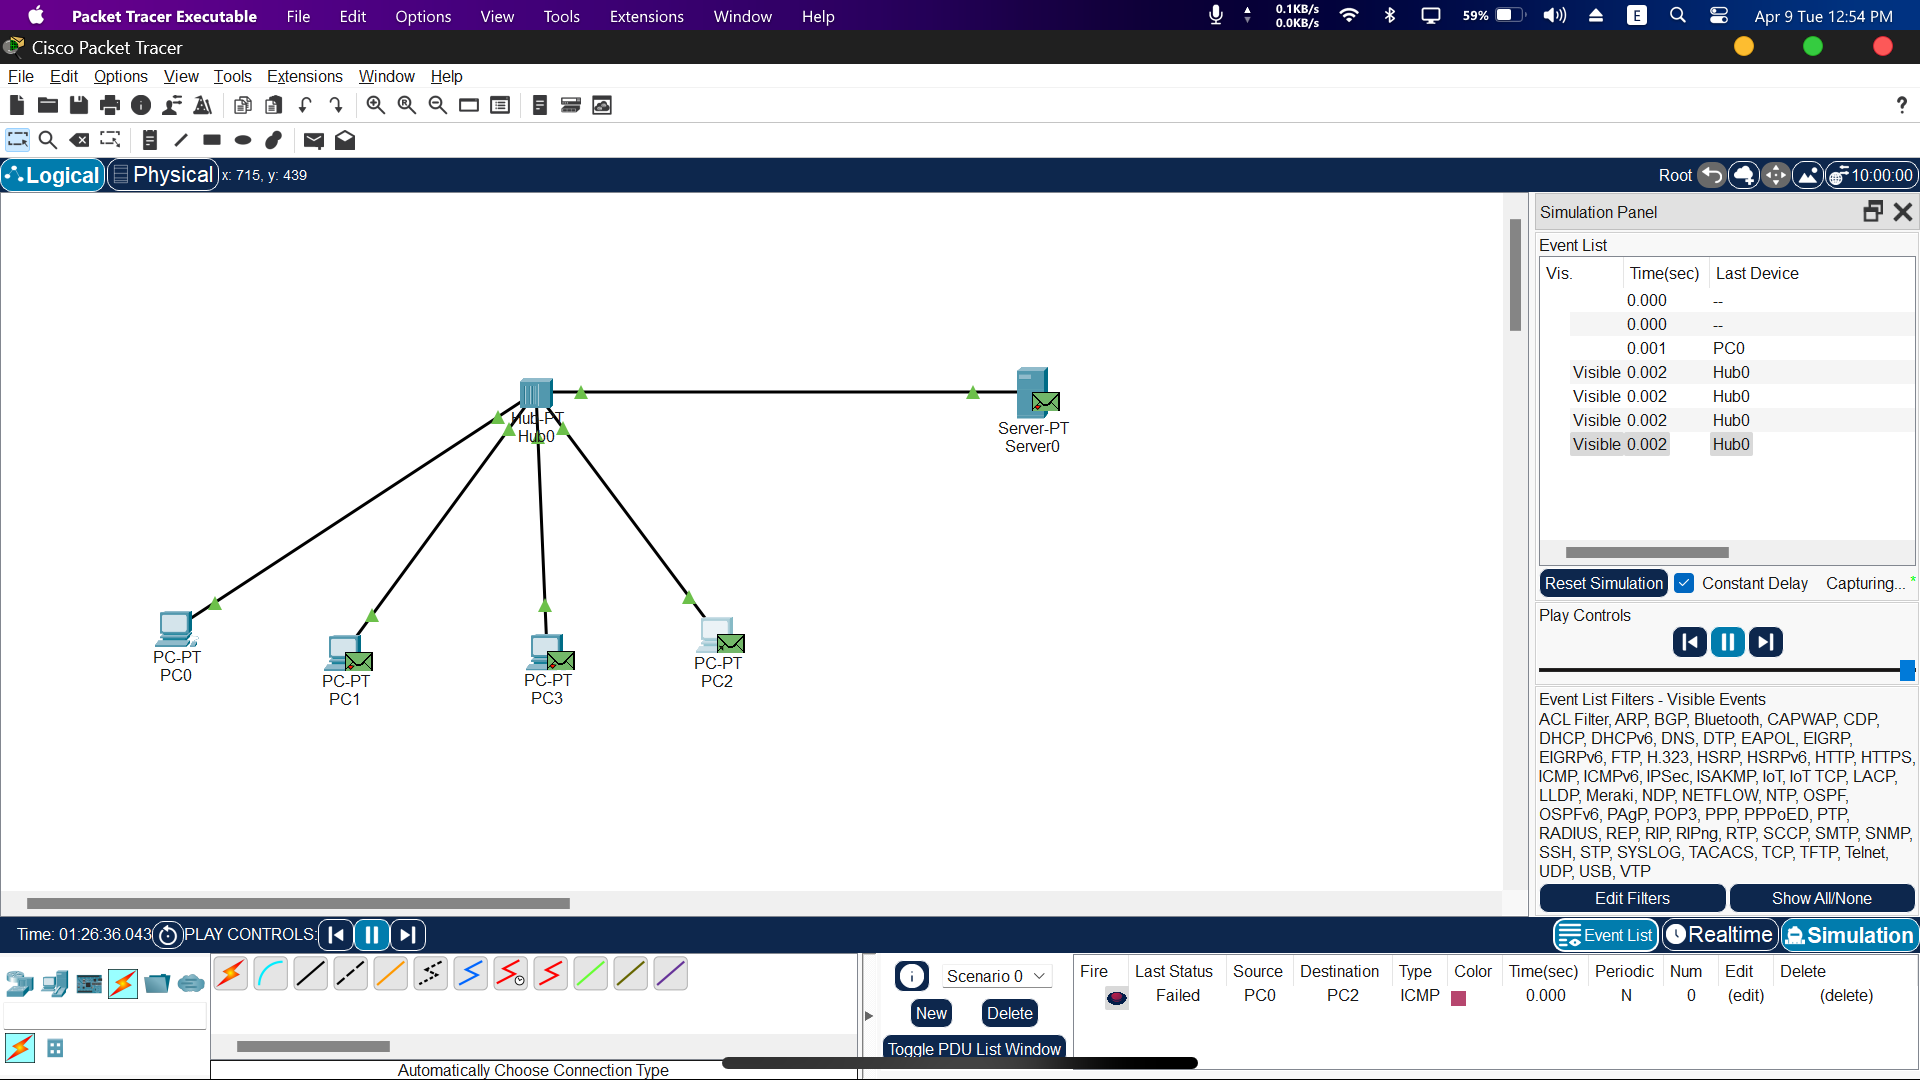 Packet Tracer Executable File Edit Options View Tools Extensions Window Help 0.1KB/s 0.0KB/s 59% E Apr 9 Tue 12:54 PM
Cisco Packet Tracer
File Edit Options View Tools Extensions Window Help
?
Logical Physical x: 715, y: 439 Root 10:00:00
Simulation Panel
Event List
Vis. Time(sec) Last Device
0.000 --
0.000 --
0.001 PC0
Visible 0.002 Hub0
Visible 0.002 Hub0
Visible 0.002 Hub0
Visible 0.002 Hub0
Reset Simulation Constant Delay Capturing... *
Play Controls
Event List Filters - Visible Events
ACL Filter, ARP, BGP, Bluetooth, CAPWAP, CDP,
DHCP, DHCPv6, DNS, DTP, EAPOL, EIGRP,
EIGRPv6, FTP, H.323, HSRP, HSRPv6, HTTP, HTTPS,
ICMP, ICMPv6, IPSec, ISAKMP, IoT, IoT TCP, LACP,
LLDP, Meraki, NDP, NETFLOW, NTP, OSPF,
OSPFv6, PAgP, POP3, PPP, PPPoED, PTP,
RADIUS, REP, RIP, RIPng, RTP, SCCP, SMTP, SNMP,
SSH, STP, SYSLOG, TACACS, TCP, TFTP, Telnet,
UDP, USB, VTP
Edit Filters Show All/None
Hub-PT
Hub0
Server-PT
Server0
PC-PT
PC0
PC-PT
PC1
PC-PT
PC3
PC-PT
PC2
Time: 01:26:36.043 PLAY CONTROLS: Event List Realtime Simulation
Scenario 0
New Delete
Toggle PDU List Window
Fire Last Status Source Destination Type Color Time(sec) Periodic Num Edit Delete
Failed PC0 PC2 ICMP 0.000 N 0 (edit) (delete)
Automatically Choose Connection Type